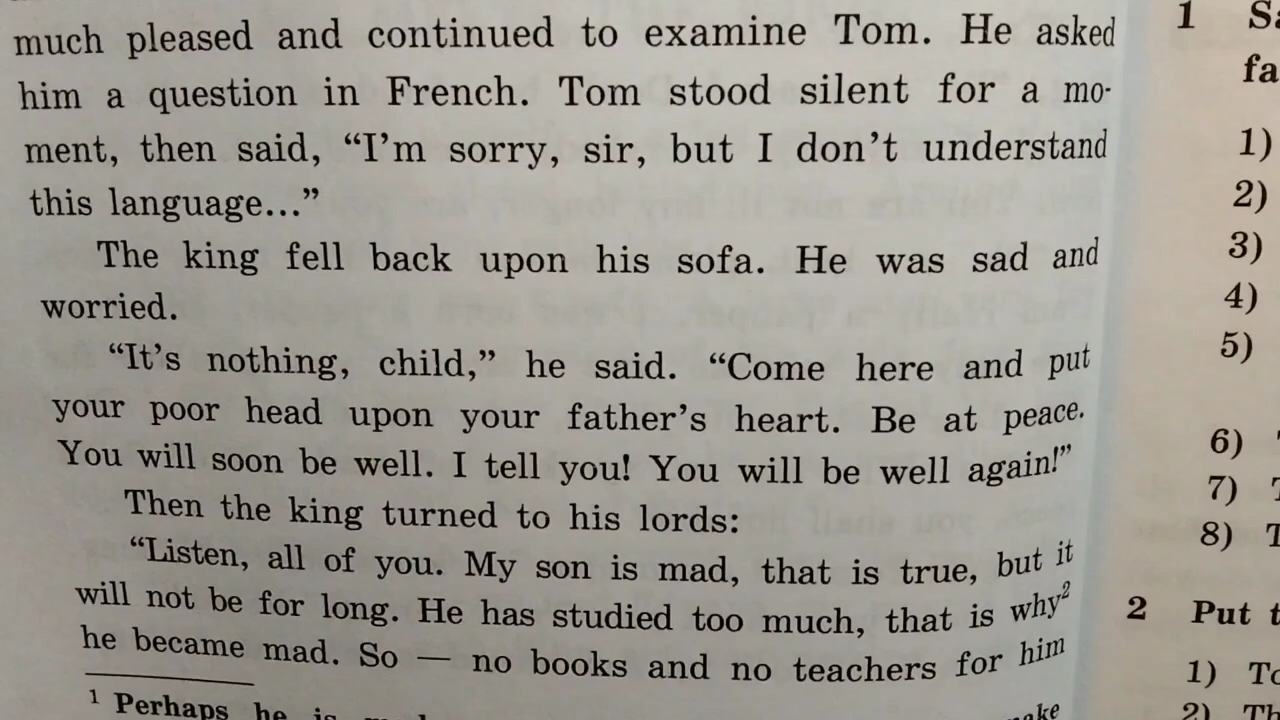 much pleased and continued to examine Tom. He asked
him a question in French. Tom stood silent for a mo-
ment, then said, “I’m sorry, sir, but I don’t understand
this language...”
The king fell back upon his sofa. He was sad and
worried.
“It’s nothing, child,” he said. “Come here and put
your poor head upon your father’s heart. Be at peace.
You will soon be well. I tell you! You will be well again!”
Then the king turned to his lords:
“Listen, all of you. My son is mad, that is true, but it
will not be for long. He has studied too much, that is why²
he became mad. So — no books and no teachers for him
¹ Perhaps he is
1
fa
1)
2)
3)
4)
5)
6)
7)
8) T
2 Put
1)
2) Th